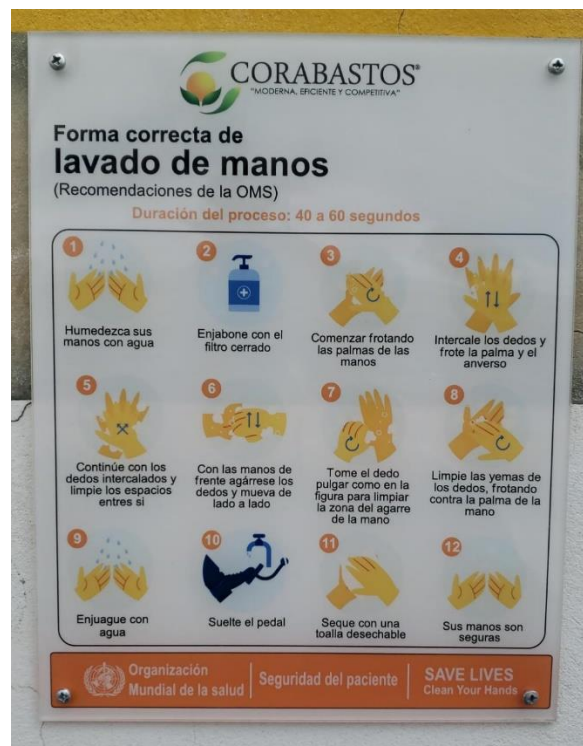 CORABASTOS®
"MODERNA, EFICIENTE Y COMPETITIVA"
Forma correcta de
lavado de manos
(Recomendaciones de la OMS)
Duración del proceso: 40 a 60 segundos
1
Humedezca sus
manos con agua
2
Enjabone con el
filtro cerrado
3
Comenzar frotando
las palmas de las
manos
4
Intercale los dedos y
frote la palma y el
anverso
5
Continúe con los
dedos intercalados y
limpie los espacios
entres si
6
Con las manos de
frente agárrese los
dedos y mueva de
lado a lado
7
Tome el dedo
pulgar como en la
figura para limpiar
la zona del agarre
de la mano
8
Limpie las yemas de
los dedos, frotando
contra la palma de la
mano
9
Enjuague con
agua
10
Suelte el pedal
11
Seque con una
toalla desechable
12
Sus manos son
seguras
Organización
Mundial de la salud
Seguridad del paciente
SAVE LIVES
Clean Your Hands